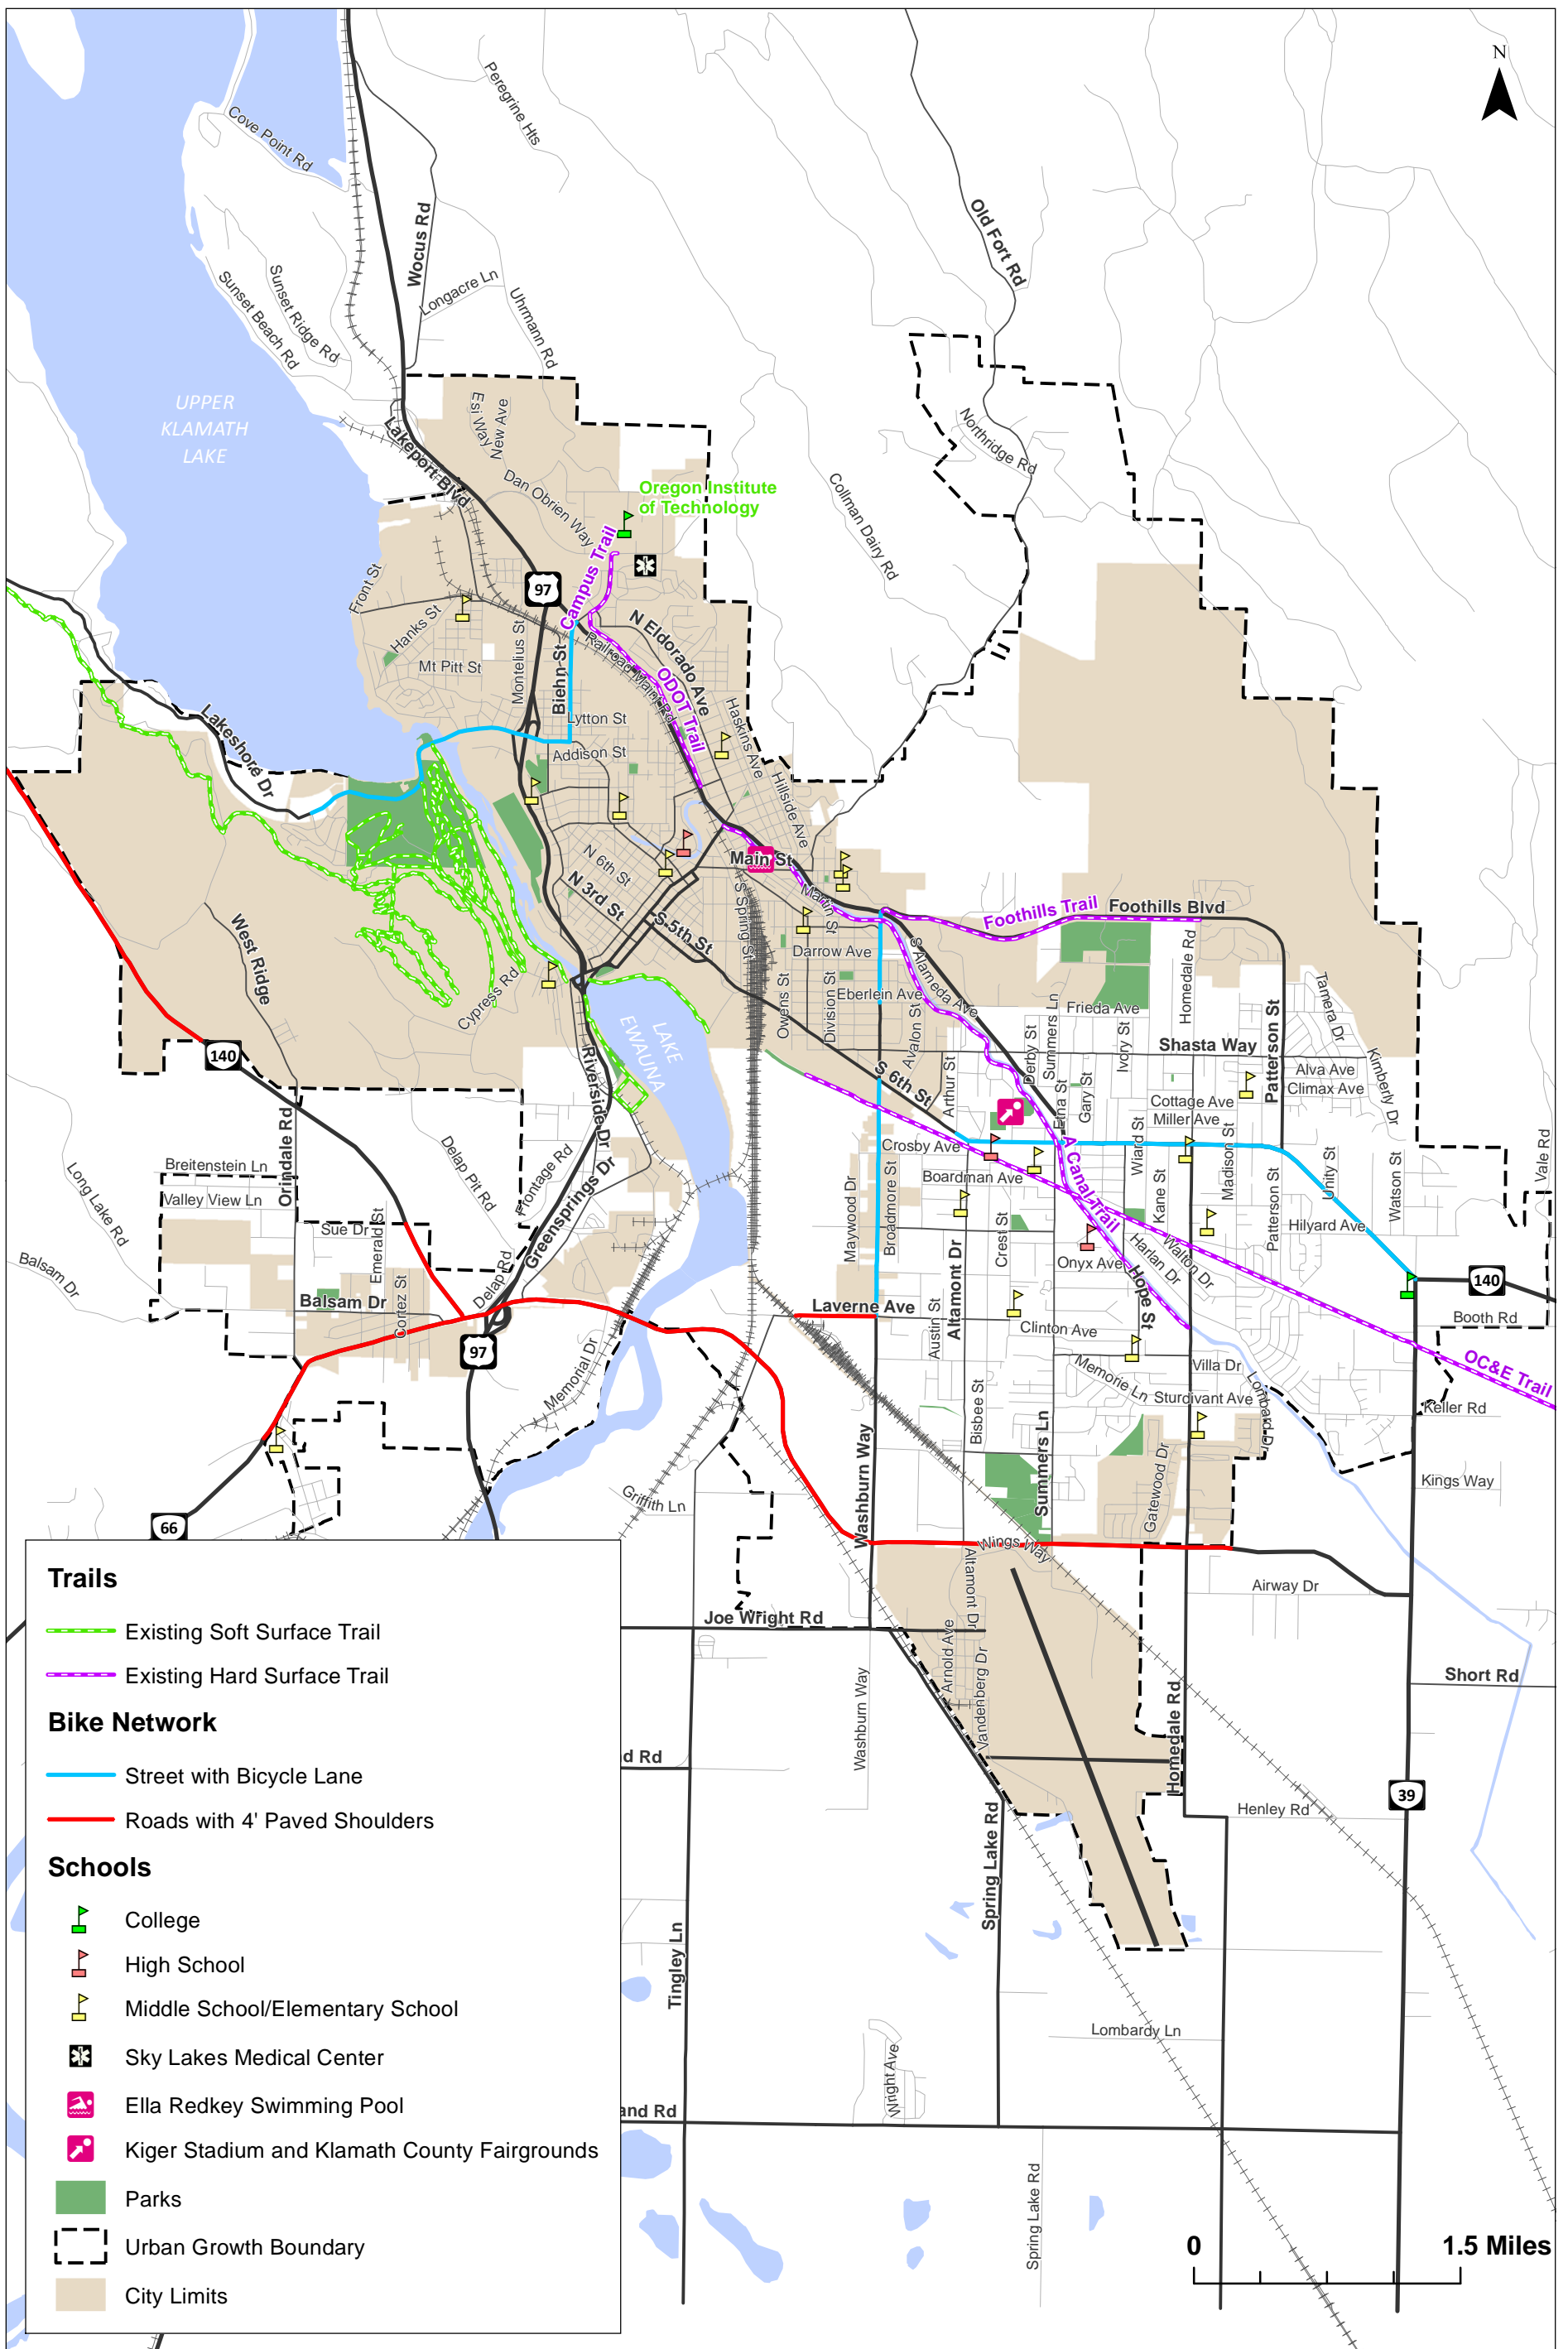 N
Peregrine Hts
Cove Point Rd
Wocus Rd
Old Fort Rd
Longacre Ln
Uhrmann Rd
Sunset Ridge Rd
Sunset Beach Rd
UPPER
KLAMATH
LAKE
Esi Way
New Ave
Lakeport Blvd
Northridge Rd
Dan Obrien Way
Oregon Institute
of Technology
Collman Dairy Rd
Campus Trail
97
Front St
Hanks St
Mt Pitt St
Montelius St
Biehn St
Railroad Main Rd
N Eldorado Ave
ODOT Trail
Haskins Ave
Lytton St
Addison St
Lakeshore Dr
Hillside Ave
N 6th St
N 3rd St
Main St
Martin St
S Spring St
S 5th St
Foothills Trail
Foothills Blvd
West Ridge
Darrow Ave
S Alameda Ave
Homedale Rd
Cypress Rd
Owens St
Division St
Eberlein Ave
Avalon St
Frieda Ave
Summers Ln
Derby St
Ivory St
Patterson St
Tamera Dr
LAKE
EWAUNA
140
Riverside Dr
Shasta Way
S 6th St
Arthur St
Etna St
Gary St
Alva Ave
Climax Ave
Kimberly Dr
Cottage Ave
Miller Ave
Orindale Rd
Delap Pit Rd
Frontage Rd
Greensprings Dr
Crosby Ave
Boardman Ave
A Canal Trail
Wiard St
Kane St
Madison St
Patterson St
Unity St
Watson St
Vale Rd
Breitenstein Ln
Valley View Ln
Long Lake Rd
Sue Dr
Emerald St
Maywood Dr
Broadmore St
Crest St
Hilyard Ave
Harlan Dr
Walton Dr
Onyx Ave
Hope St
Altamont Dr
Balsam Dr
Balsam Dr
Cortez St
Delap Rd
97
Laverne Ave
Austin St
Clinton Ave
140
Booth Rd
Memorial Dr
Memorie Ln
Villa Dr
Sturdivant Ave
Lombard Dr
OC&E Trail
Keller Rd
Bisbee St
Summers Ln
Gatewood Dr
Washburn Way
Griffith Ln
Kings Way
66
Wings Way
Altamont Dr
Airway Dr
Joe Wright Rd
Arnold Ave
Vandenberg Dr
Washburn Way
Homedale Rd
Short Rd
d Rd
39
Henley Rd
Spring Lake Rd
Tingley Ln
Lombardy Ln
Wright Ave
and Rd
Spring Lake Rd
0
1.5 Miles
Trails
Existing Soft Surface Trail
Existing Hard Surface Trail
Bike Network
Street with Bicycle Lane
Roads with 4' Paved Shoulders
Schools
College
High School
Middle School/Elementary School
Sky Lakes Medical Center
Ella Redkey Swimming Pool
Kiger Stadium and Klamath County Fairgrounds
Parks
Urban Growth Boundary
City Limits